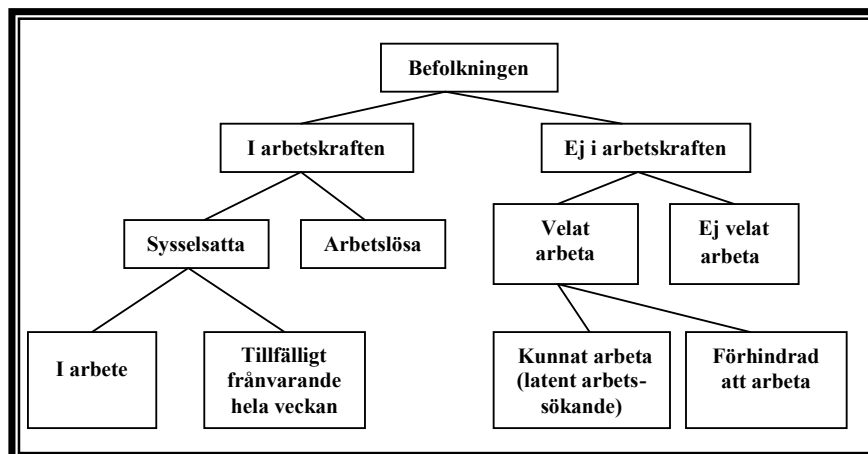 Befolkningen
I arbetskraften
Ej i arbetskraften
Sysselsatta
Arbetslösa
Velat
arbeta
Ej velat
arbeta
I arbete
Tillfälligt
frånvarande
hela veckan
Kunnat arbeta
(latent arbets-
sökande)
Förhindrad
att arbeta